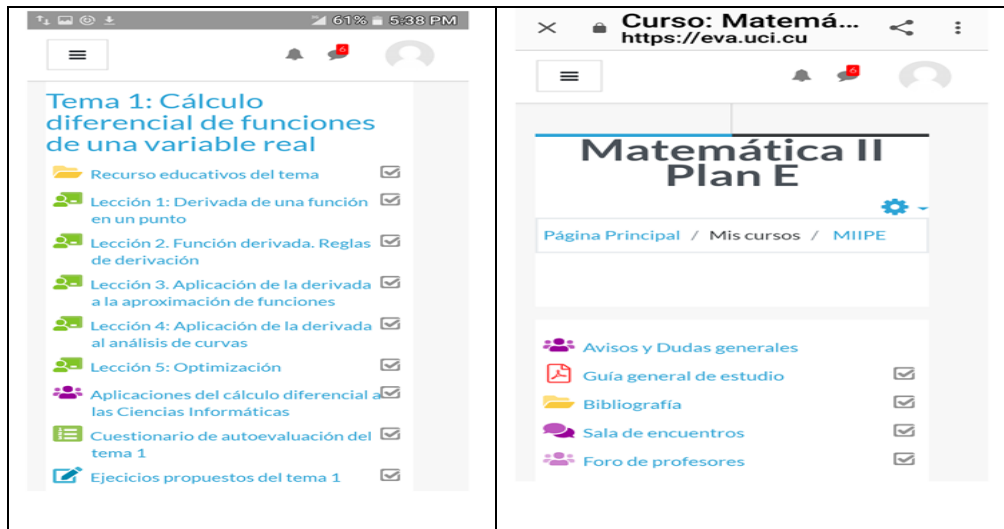 61% 5:38 PM
6
Tema 1: Cálculo
diferencial de funciones
de una variable real
Recurso educativos del tema
Lección 1: Derivada de una función
en un punto
Lección 2. Función derivada. Reglas
de derivación
Lección 3. Aplicación de la derivada
a la aproximación de funciones
Lección 4: Aplicación de la derivada
al análisis de curvas
Lección 5: Optimización
Aplicaciones del cálculo diferencial a
las Ciencias Informáticas
Cuestionario de autoevaluación del
tema 1
Ejecicios propuestos del tema 1
Curso: Matemá...
https://eva.uci.cu
6
Matemática II
Plan E
Página Principal / Mis cursos / MIIPE
Avisos y Dudas generales
Guía general de estudio
Bibliografía
Sala de encuentros
Foro de profesores